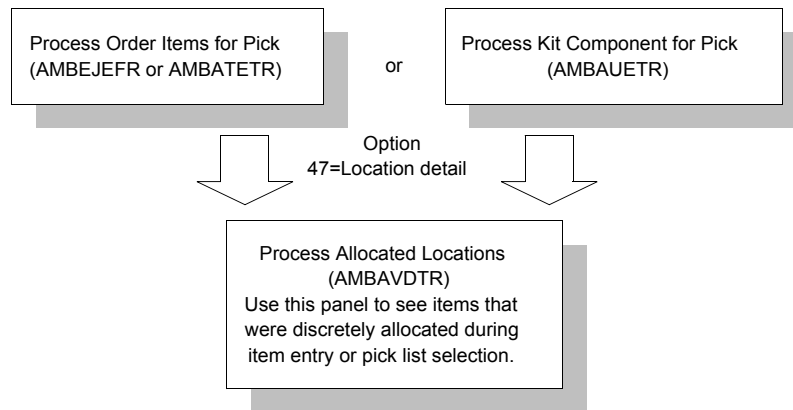 Process Order Items for Pick
(AMBEJEFR or AMBATETR)
or
Process Kit Component for Pick
(AMBAUETR)
Option
47=Location detail
Process Allocated Locations
(AMBAVDTR)
Use this panel to see items that
were discretely allocated during
item entry or pick list selection.